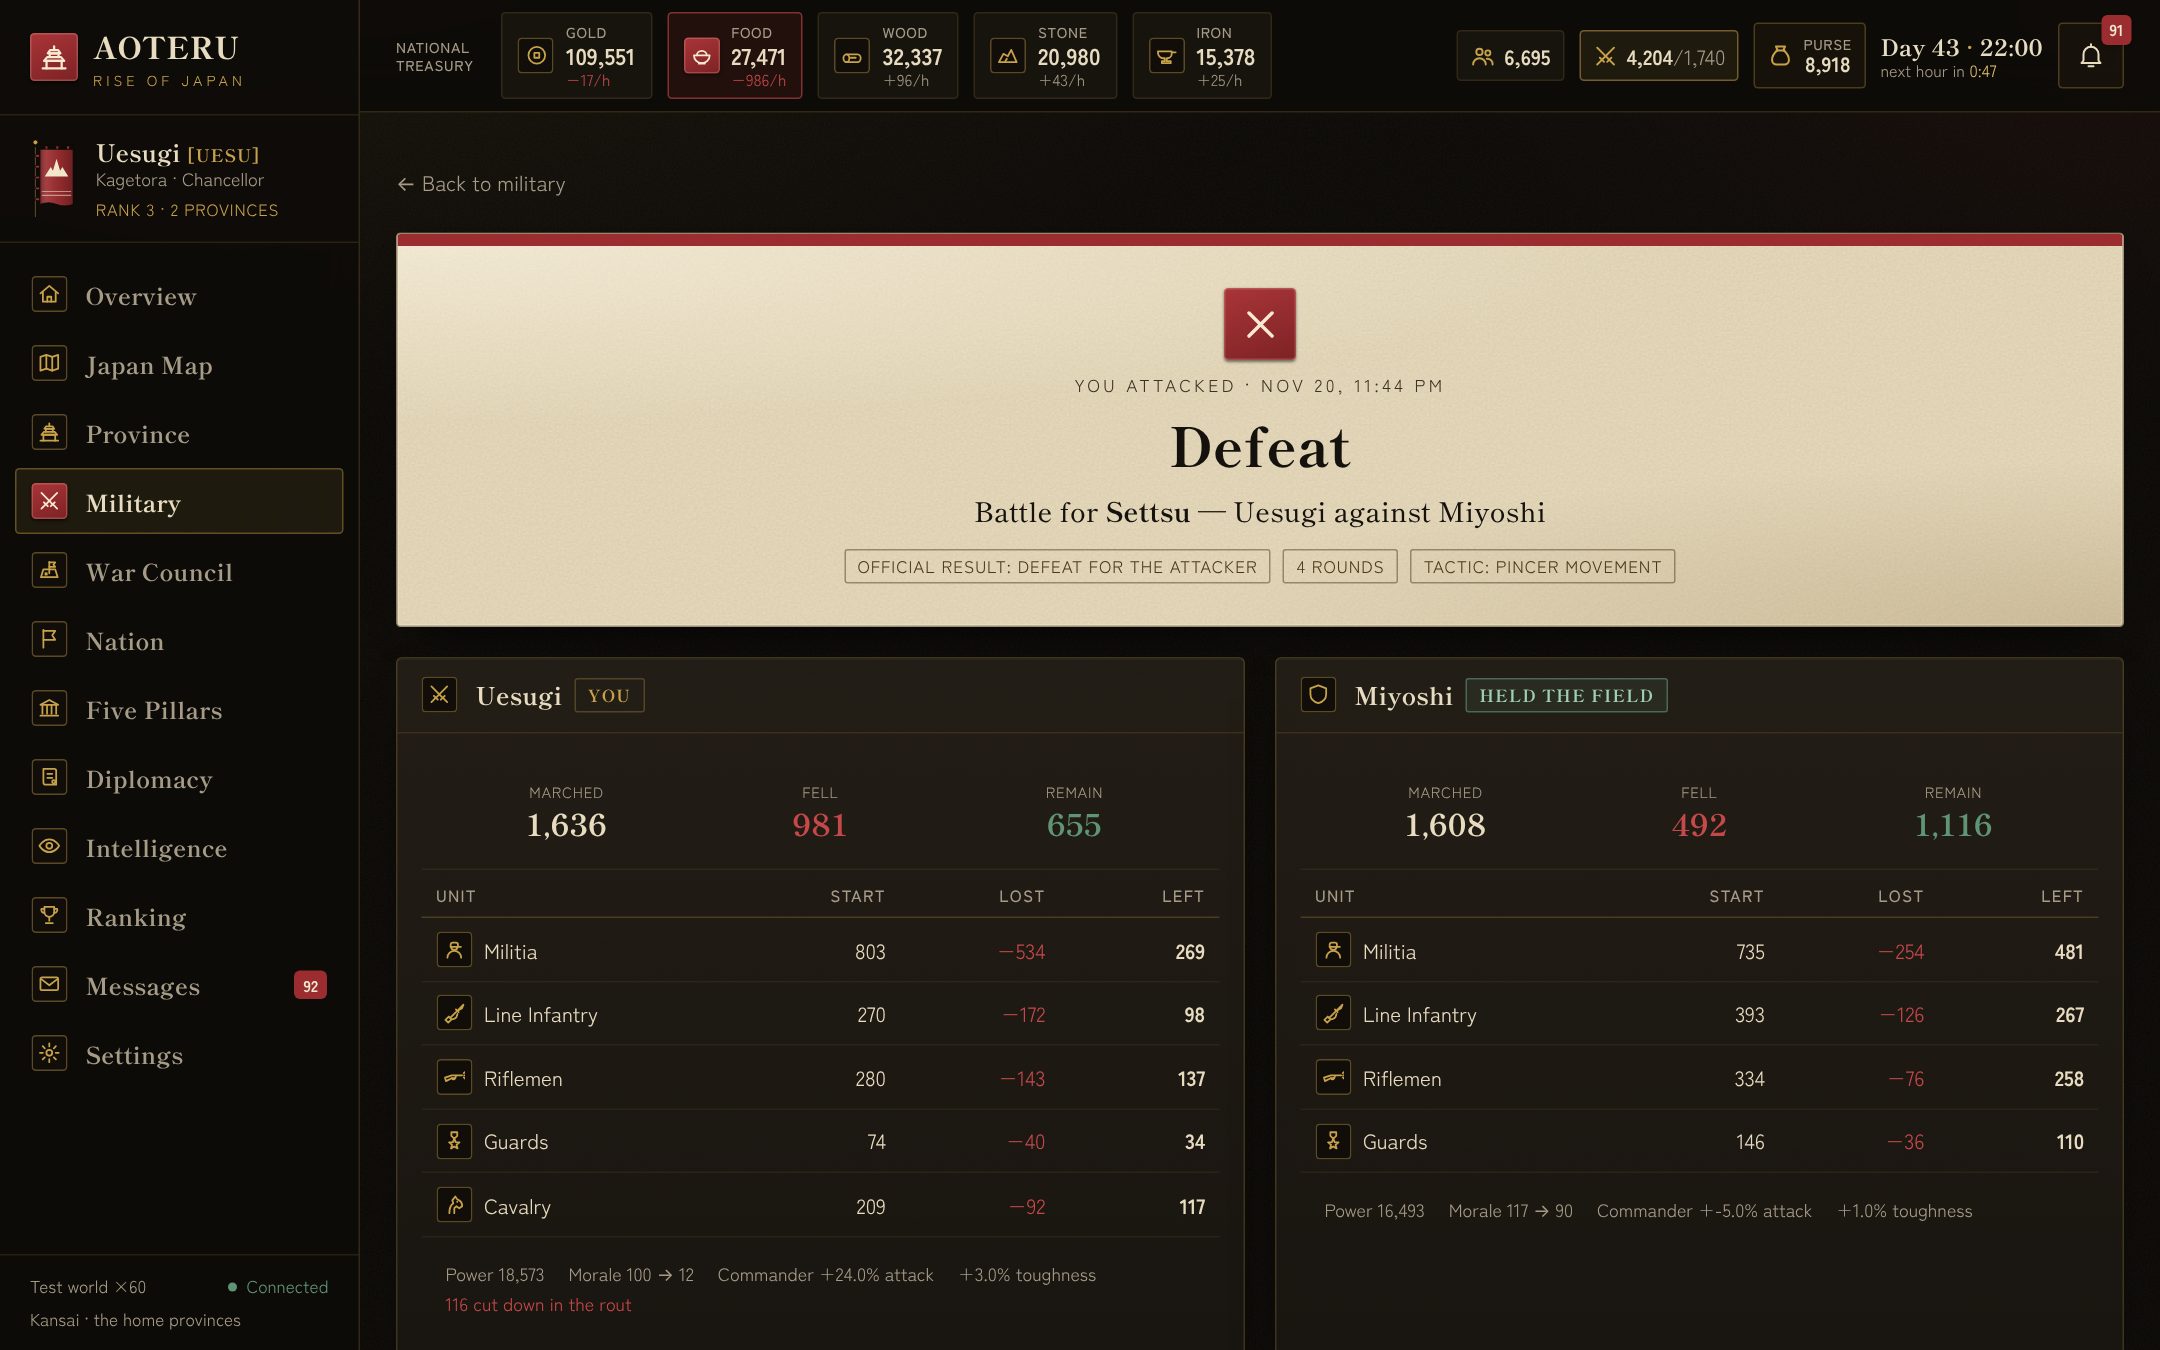 AOTERU
RISE OF JAPAN
Uesugi [UESU]
Kagetora · Chancellor
RANK 3 · 2 PROVINCES
Overview
Japan Map
Province
Military
War Council
Nation
Five Pillars
Diplomacy
Intelligence
Ranking
Messages 92
Settings
Test world ×60 Connected
Kansai · the home provinces
NATIONAL TREASURY
GOLD
109,551
−17/h
FOOD
27,471
−986/h
WOOD
32,337
+96/h
STONE
20,980
+43/h
IRON
15,378
+25/h
6,695
4,204/1,740
PURSE
8,918
Day 43 · 22:00
next hour in 0:47
91
← Back to military
YOU ATTACKED · NOV 20, 11:44 PM
Defeat
Battle for Settsu — Uesugi against Miyoshi
OFFICIAL RESULT: DEFEAT FOR THE ATTACKER 4 ROUNDS TACTIC: PINCER MOVEMENT
Uesugi YOU
MARCHED FELL REMAIN
1,636 981 655
UNIT START LOST LEFT
Militia 803 −534 269
Line Infantry 270 −172 98
Riflemen 280 −143 137
Guards 74 −40 34
Cavalry 209 −92 117
Power 18,573 Morale 100 → 12 Commander +24.0% attack +3.0% toughness
116 cut down in the rout
Miyoshi HELD THE FIELD
MARCHED FELL REMAIN
1,608 492 1,116
UNIT START LOST LEFT
Militia 735 −254 481
Line Infantry 393 −126 267
Riflemen 334 −76 258
Guards 146 −36 110
Power 16,493 Morale 117 → 90 Commander +-5.0% attack +1.0% toughness